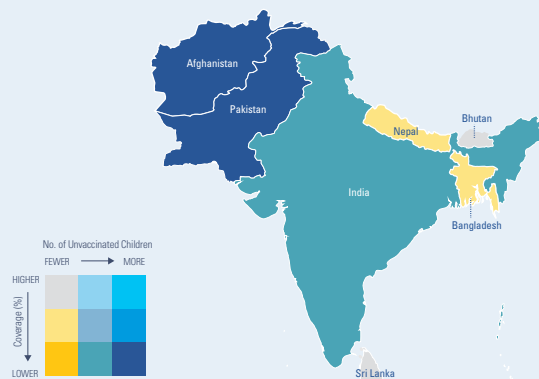 Afghanistan
Pakistan
Nepal
Bhutan
India
Bangladesh
Sri Lanka
No. of Unvaccinated Children
FEWER
MORE
HIGHER
Coverage (%)
LOWER